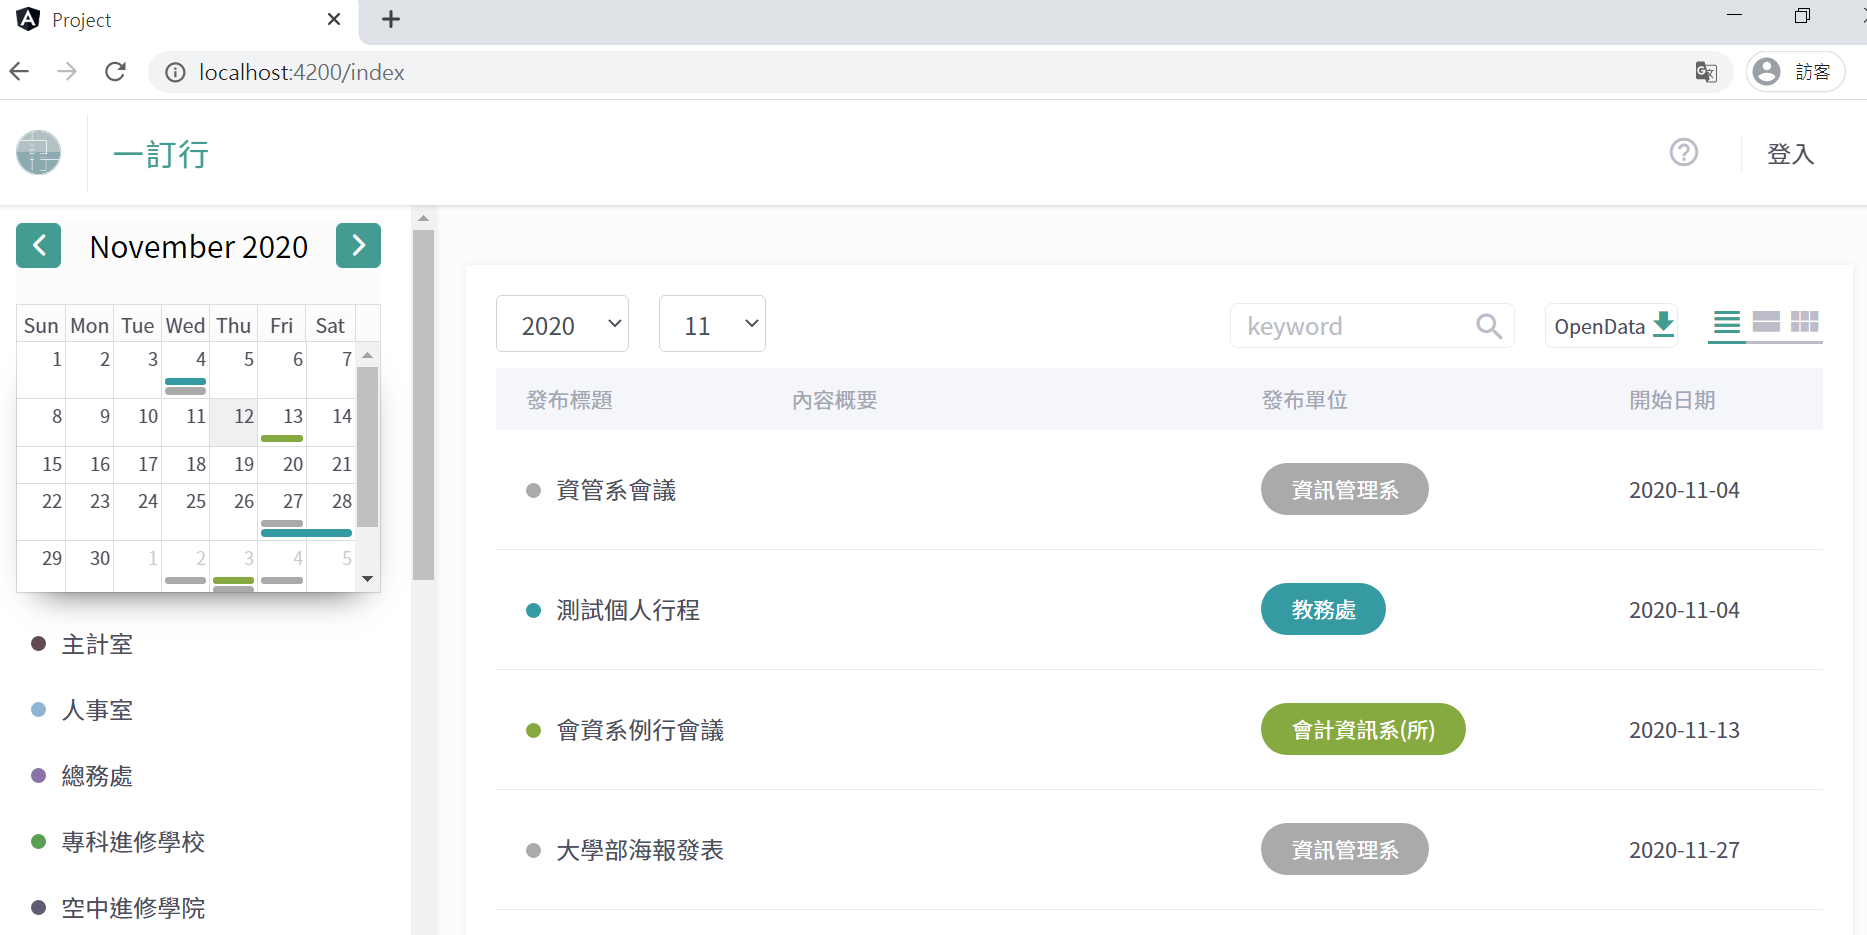 Project
localhost:4200/index
訪客
一訂行
登入
November 2020
Sun Mon Tue Wed Thu Fri Sat
1 2 3 4 5 6 7
8 9 10 11 12 13 14
15 16 17 18 19 20 21
22 23 24 25 26 27 28
29 30 1 2 3 4 5
主計室
人事室
總務處
專科進修學校
空中進修學院
2020 11 keyword OpenData
發布標題 內容概要 發布單位 開始日期
資管系會議 資訊管理系 2020-11-04
測試個人行程 教務處 2020-11-04
會資系例行會議 會計資訊系(所) 2020-11-13
大學部海報發表 資訊管理系 2020-11-27